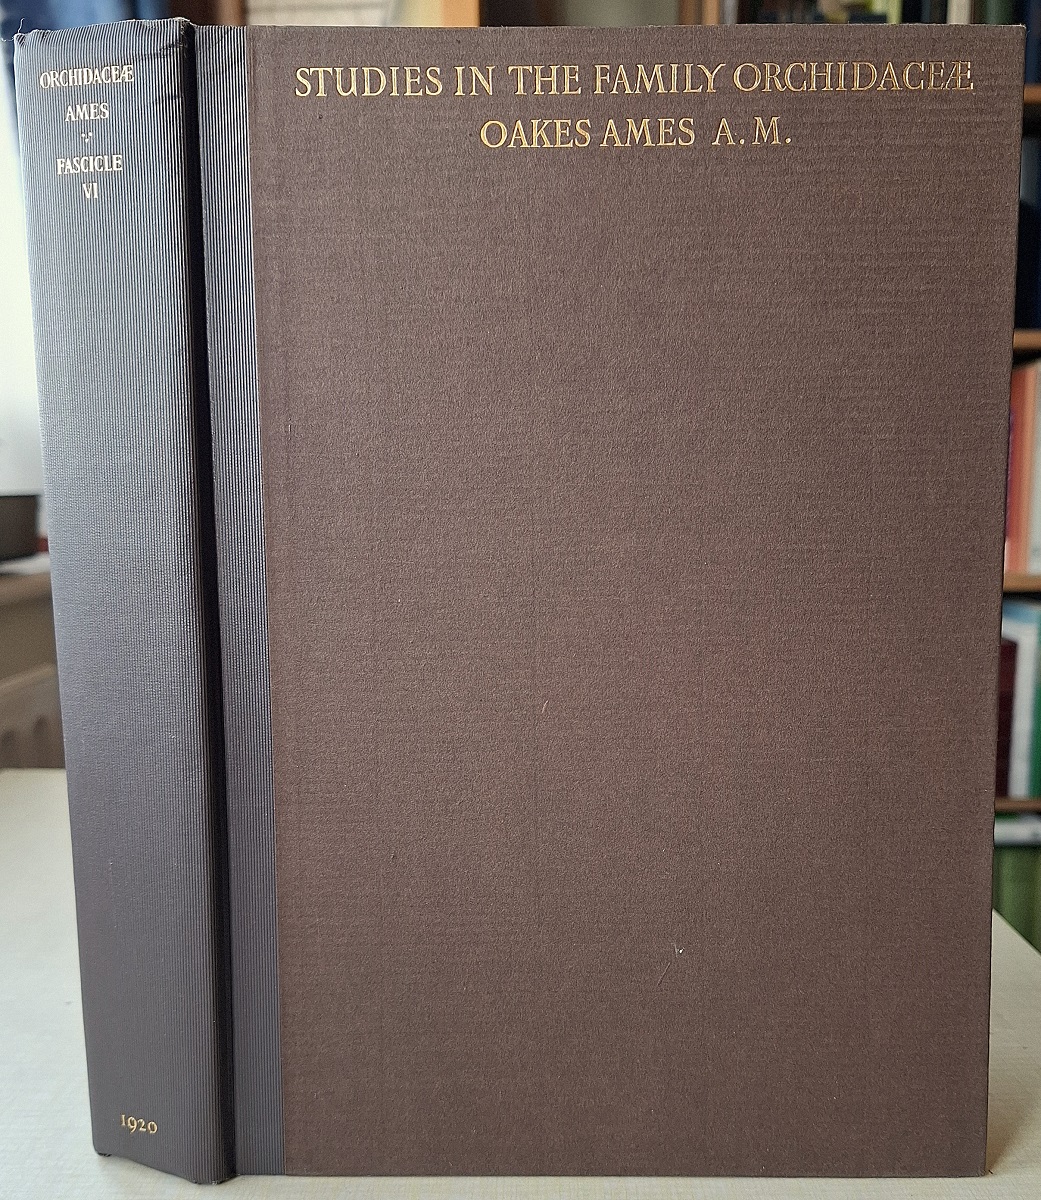 ORCHIDACEÆ
AMES
FASCICLE
VI
1920
STUDIES IN THE FAMILY ORCHIDACEÆ
OAKES AMES A.M.